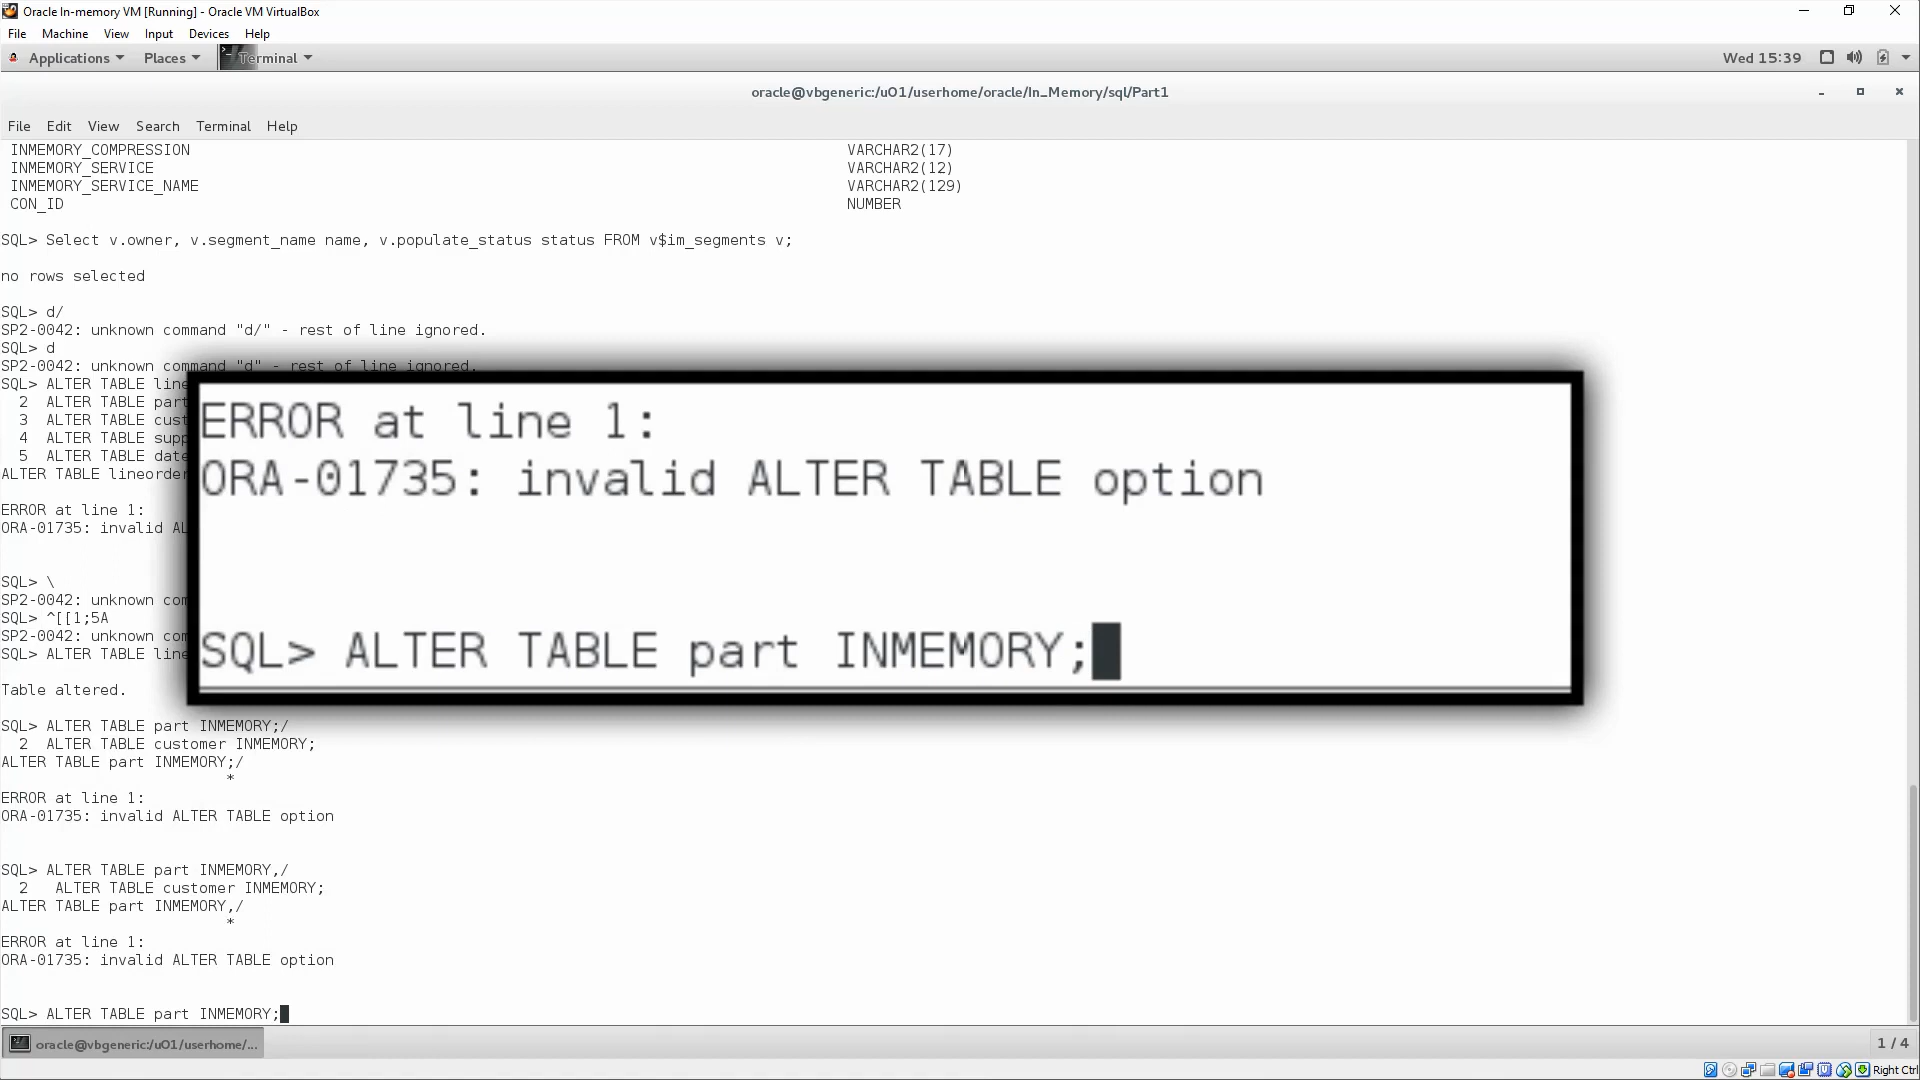 Oracle In-memory VM [Running] - Oracle VM VirtualBox
File Machine View Input Devices Help
Applications Places Terminal Wed 15:39
oracle@vbgeneric:/u01/userhome/oracle/In_Memory/sql/Part1
File Edit View Search Terminal Help
INMEMORY_COMPRESSION VARCHAR2(17)
INMEMORY_SERVICE VARCHAR2(12)
INMEMORY_SERVICE_NAME VARCHAR2(129)
CON_ID NUMBER
SQL> Select v.owner, v.segment_name name, v.populate_status status FROM v$im_segments v;
no rows selected
SQL> d/
SP2-0042: unknown command "d/" - rest of line ignored.
SQL> d
SP2-0042: unknown command "d" - rest of line ignored.
SQL> ALTER TABLE line
2 ALTER TABLE part
3 ALTER TABLE cust
4 ALTER TABLE supp
5 ALTER TABLE date
ALTER TABLE lineorder
ERROR at line 1:
ORA-01735: invalid AL
SQL> \
SP2-0042: unknown com
SQL> ^[[1;5A
SP2-0042: unknown com
SQL> ALTER TABLE line
Table altered.
ERROR at line 1:
ORA-01735: invalid ALTER TABLE option
SQL> ALTER TABLE part INMEMORY;
SQL> ALTER TABLE part INMEMORY;/
2 ALTER TABLE customer INMEMORY;
ALTER TABLE part INMEMORY;/
*
ERROR at line 1:
ORA-01735: invalid ALTER TABLE option
SQL> ALTER TABLE part INMEMORY,/
2 ALTER TABLE customer INMEMORY;
ALTER TABLE part INMEMORY,/
*
ERROR at line 1:
ORA-01735: invalid ALTER TABLE option
SQL> ALTER TABLE part INMEMORY;
oracle@vbgeneric:/u01/userhome/... 1 / 4
Right Ctrl